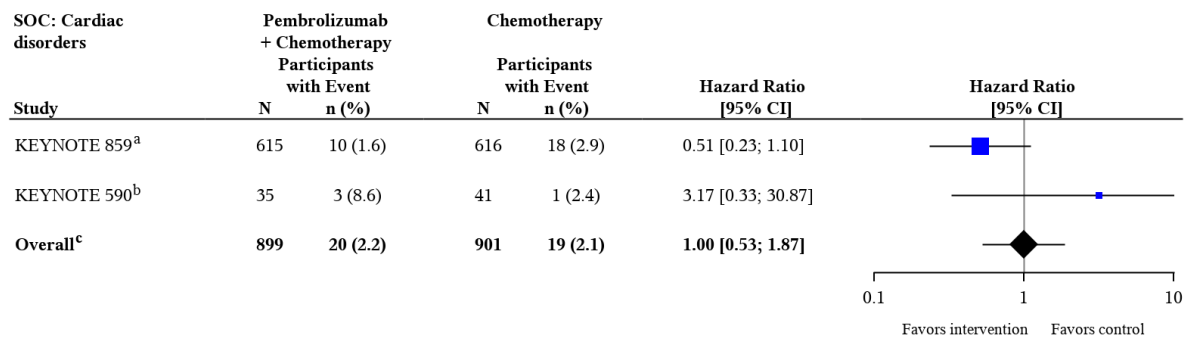 SOC: Cardiac Pembrolizumab Chemotherapy
disorders + Chemotherapy
Participants Participants
with Event with Event Hazard Ratio Hazard Ratio
Study N n (%) N n (%) [95% CI] [95% CI]
KEYNOTE 859a 615 10 (1.6) 616 18 (2.9) 0.51 [0.23; 1.10]
KEYNOTE 590b 35 3 (8.6) 41 1 (2.4) 3.17 [0.33; 30.87]
Overallc 899 20 (2.2) 901 19 (2.1) 1.00 [0.53; 1.87]
0.1 1 10
Favors intervention Favors control